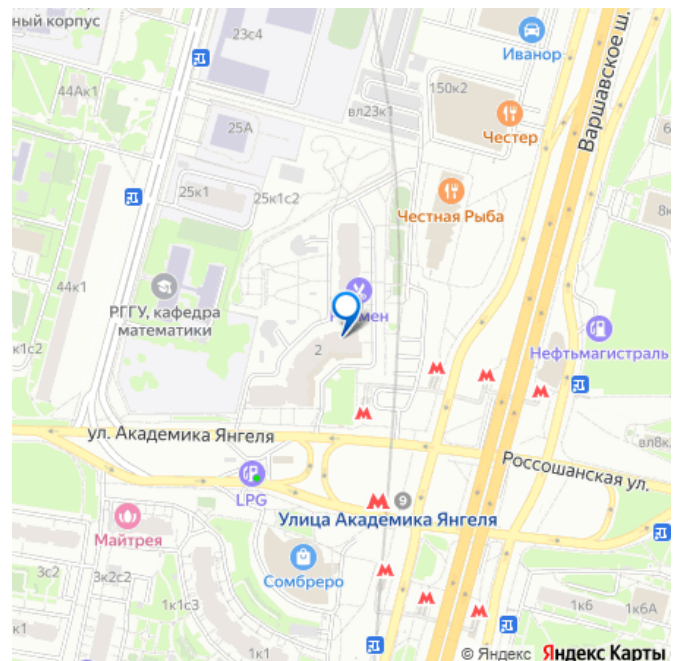 ный корпус
23с4
Иванор
Варшавское ш.
44Ак1
150к2
вл23к1
Честер
25А
25к1
25к1с2
Честная Рыба
44к1
РГГУ, кафедра
математики
к1с2
2
Нефтьмагистраль
ул. Академика Янгеля
Россошанская ул.
LPG
9
Улица Академика Янгеля
Майтрея
Сомбреро
3с2
3к2с2
1к1с3
к1
1к1
1к6
1к6А
© Яндекс Яндекс Карты